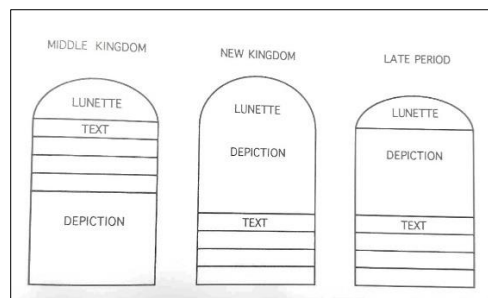 MIDDLE KINGDOM
LUNETTE
TEXT
DEPICTION
NEW KINGDOM
LUNETTE
DEPICTION
TEXT
LATE PERIOD
LUNETTE
DEPICTION
TEXT